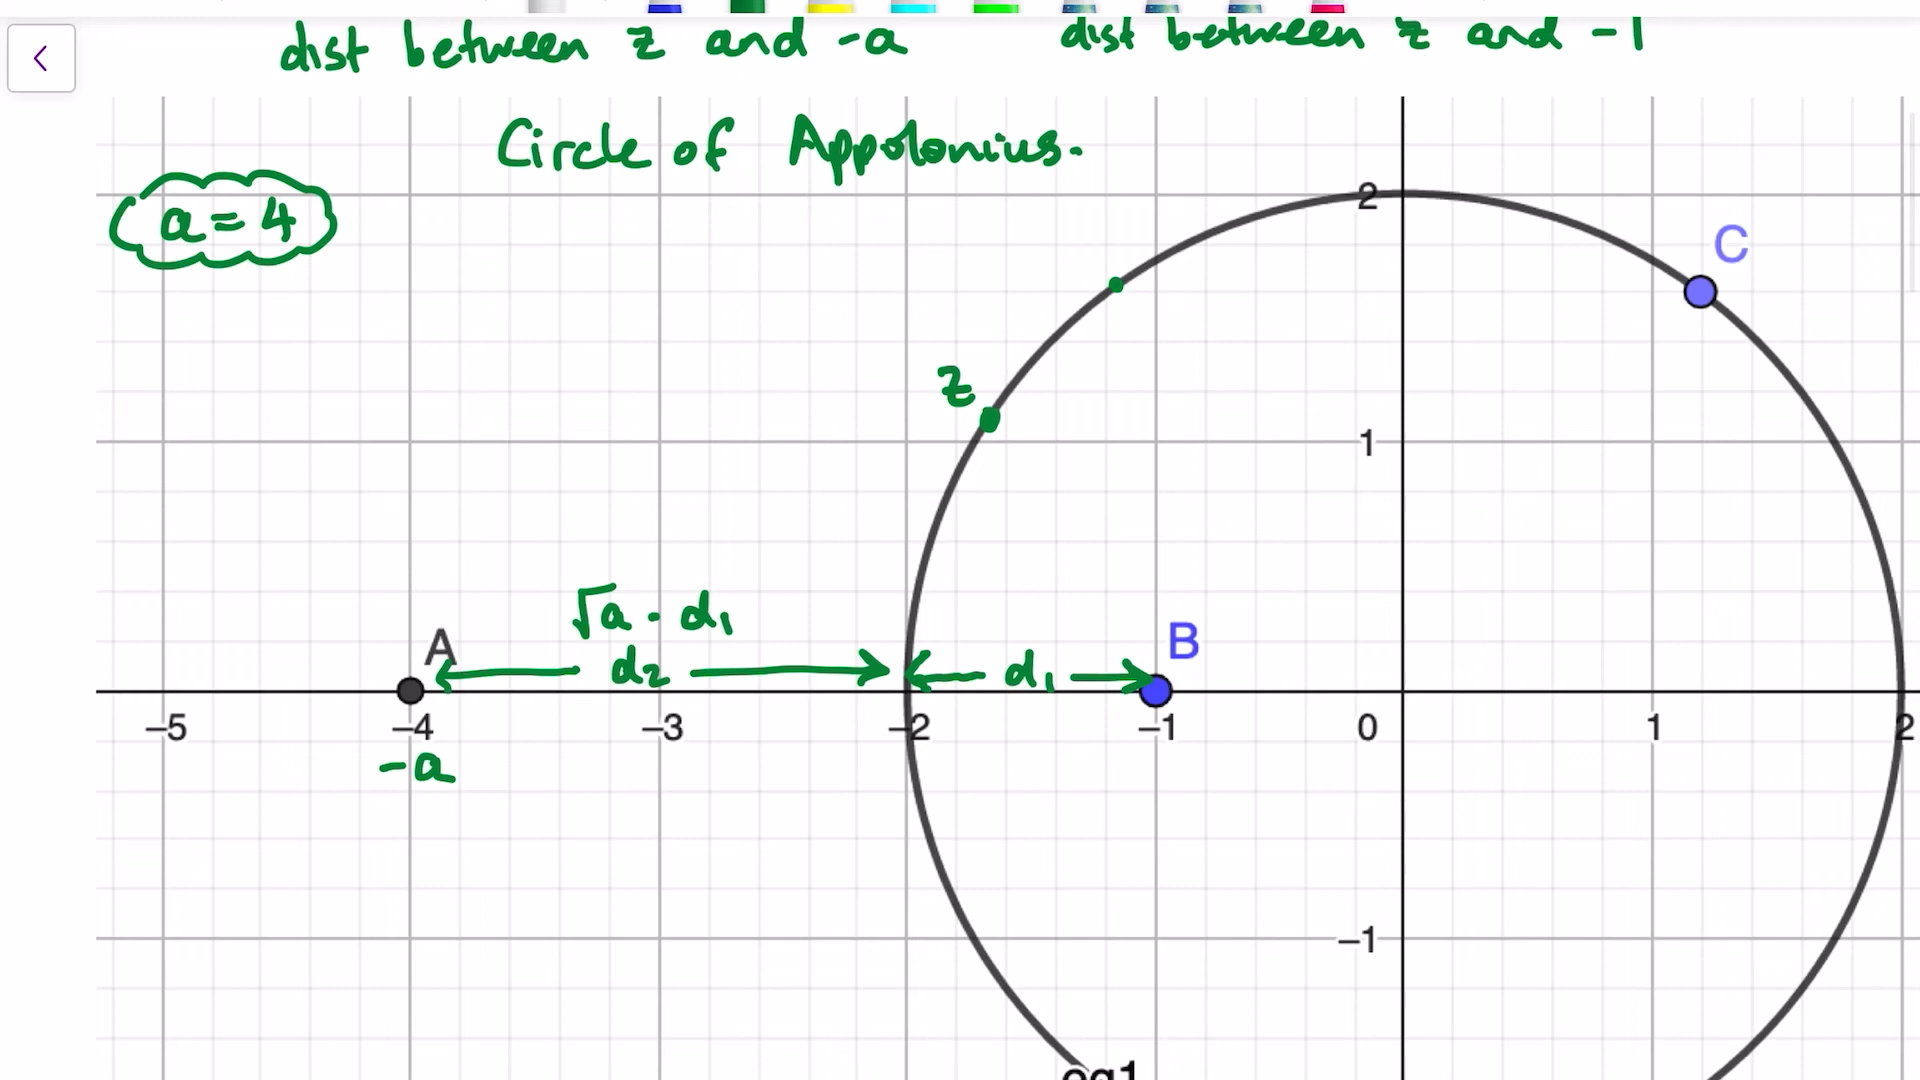 dist between z and -a dist between z and -1
Circle of Appolonius.
a = 4
2
C
z
1
√a · d₁
A
B
d₂
d₁
–5 –4 –3 –2 –1 0 1 2
-a
–1
eq1